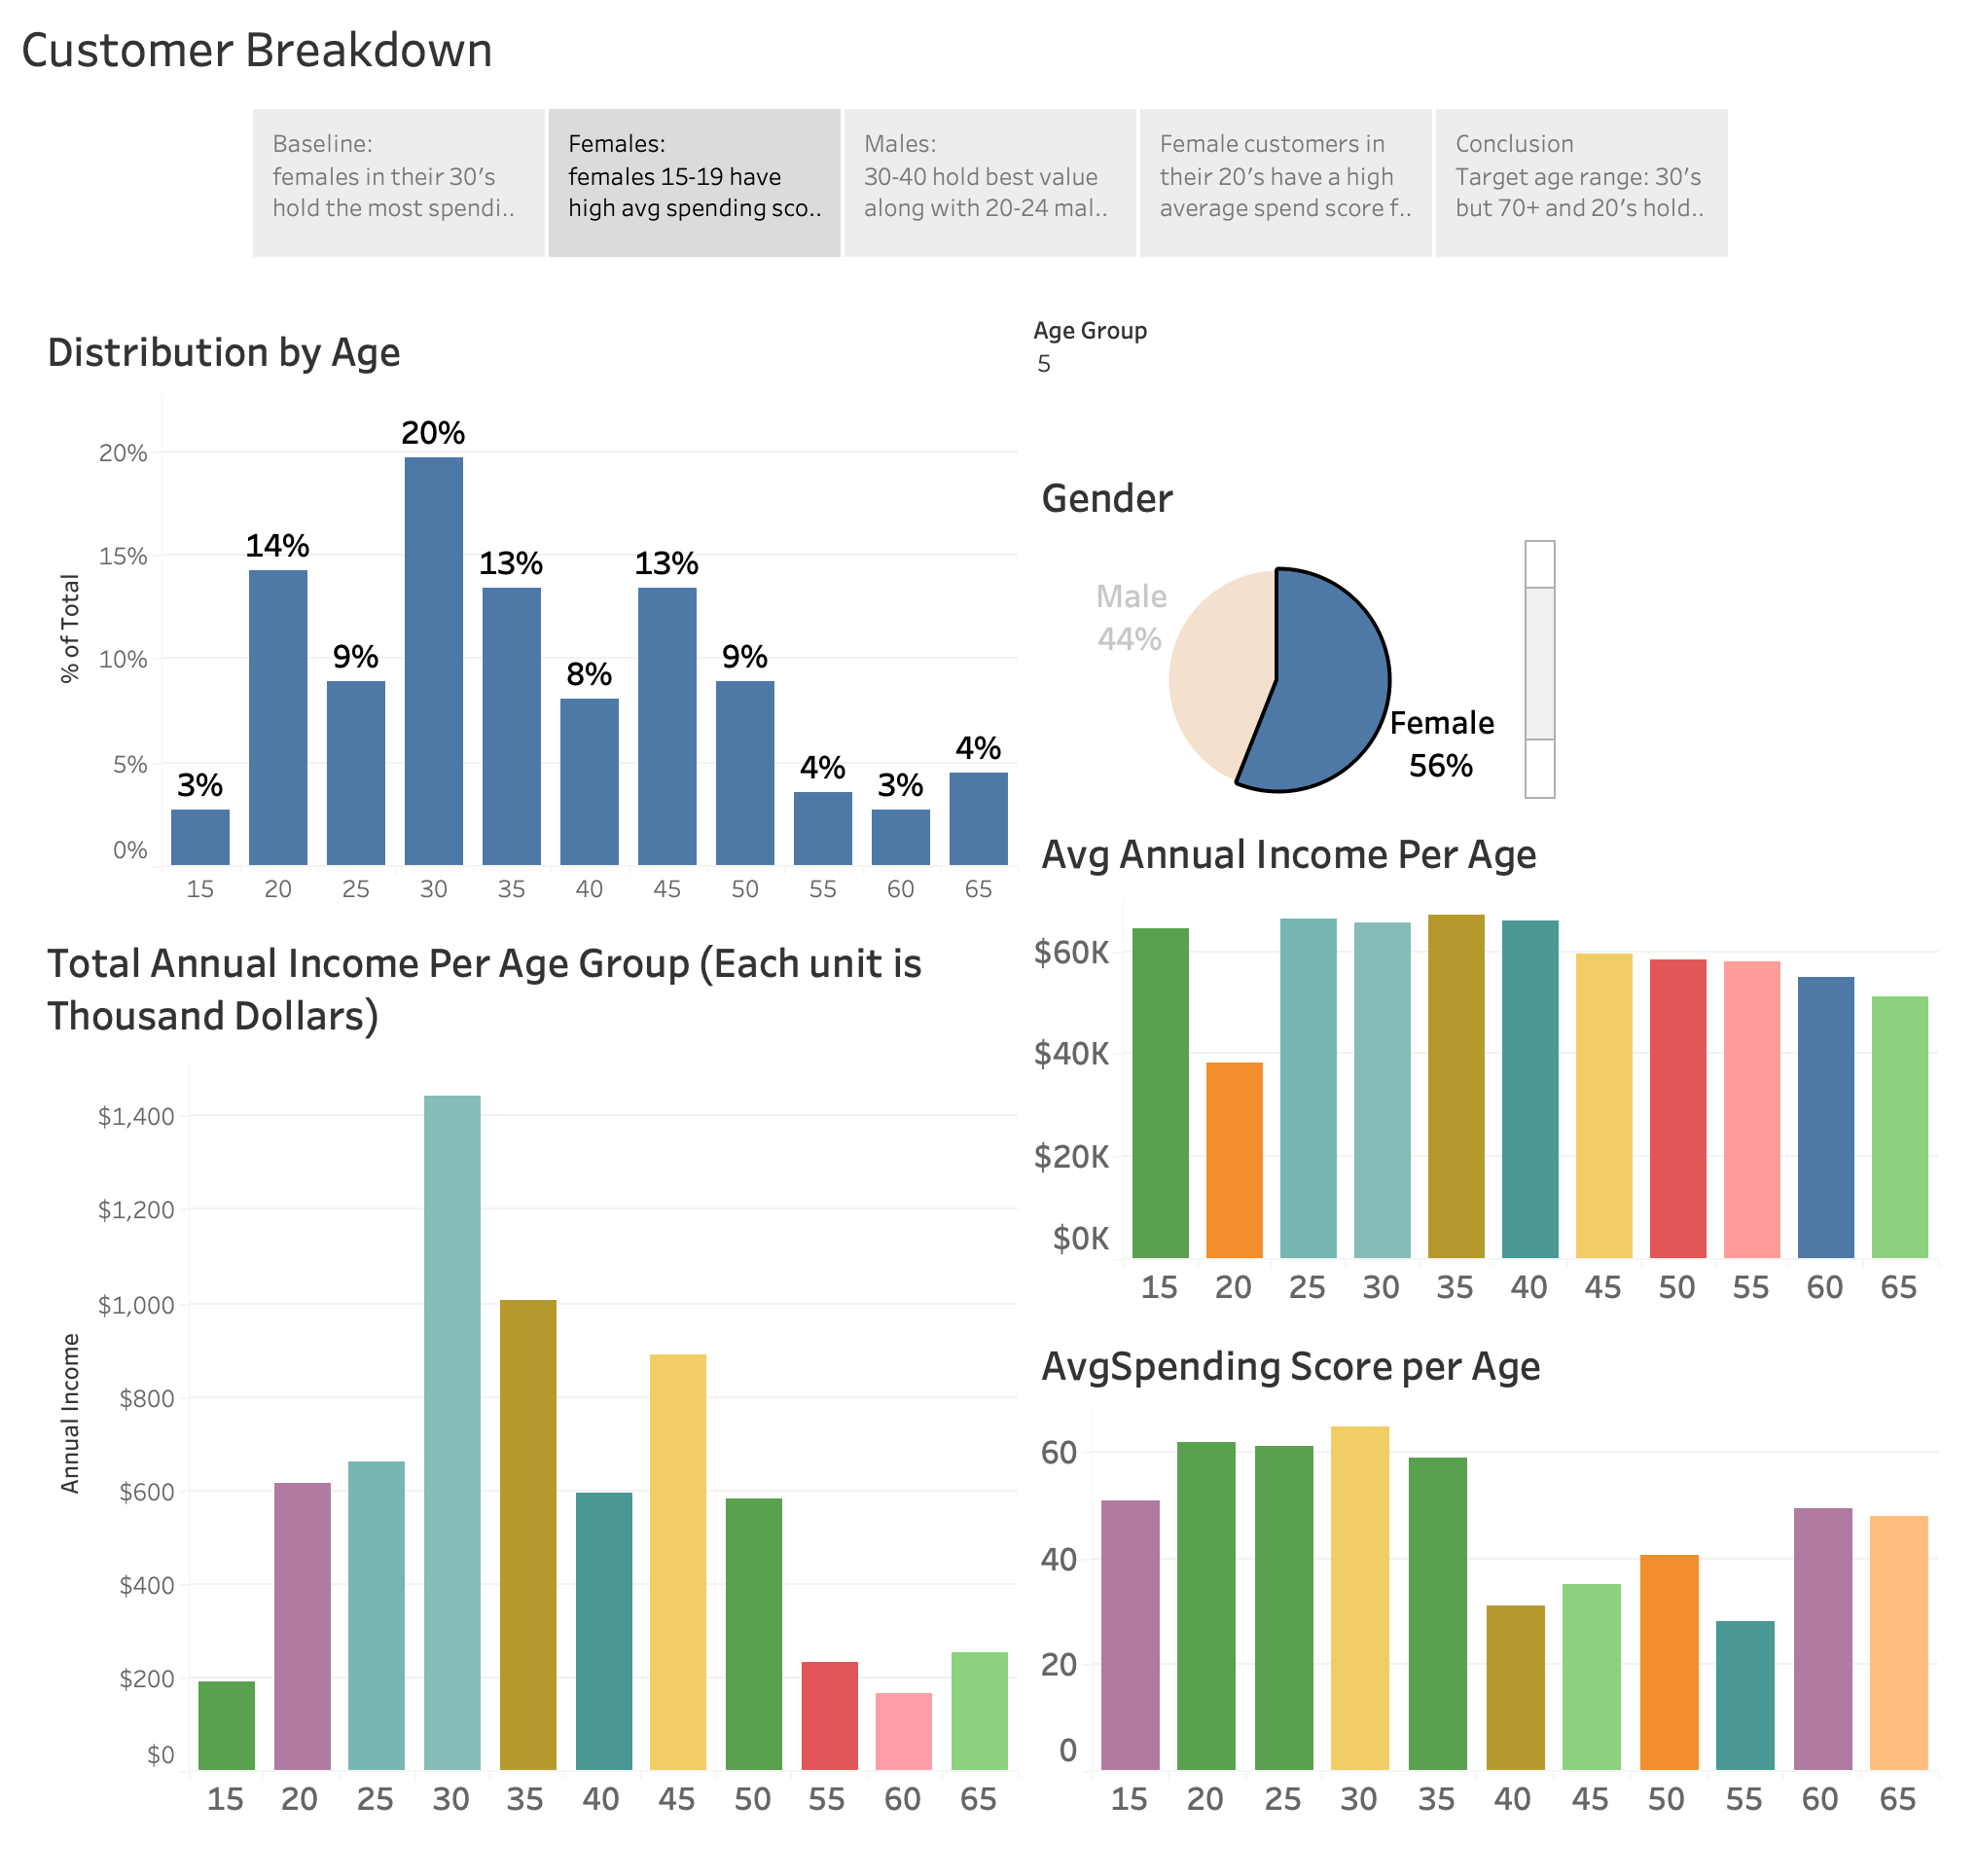 Customer Breakdown
Baseline:
females in their 30's
hold the most spendi..
Females:
females 15-19 have
high avg spending sco..
Males:
30-40 hold best value
along with 20-24 mal..
Female customers in
their 20's have a high
average spend score f..
Conclusion
Target age range: 30's
but 70+ and 20's hold..
Distribution by Age
% of Total
20%
15%
10%
5%
0%
3%
14%
9%
20%
13%
8%
13%
9%
4%
3%
4%
15 20 25 30 35 40 45 50 55 60 65
Age Group
5
Gender
Male
44%
Female
56%
Total Annual Income Per Age Group (Each unit is
Thousand Dollars)
Annual Income
$1,400
$1,200
$1,000
$800
$600
$400
$200
$0
15 20 25 30 35 40 45 50 55 60 65
Avg Annual Income Per Age
$60K
$40K
$20K
$0K
15 20 25 30 35 40 45 50 55 60 65
AvgSpending Score per Age
60
40
20
0
15 20 25 30 35 40 45 50 55 60 65